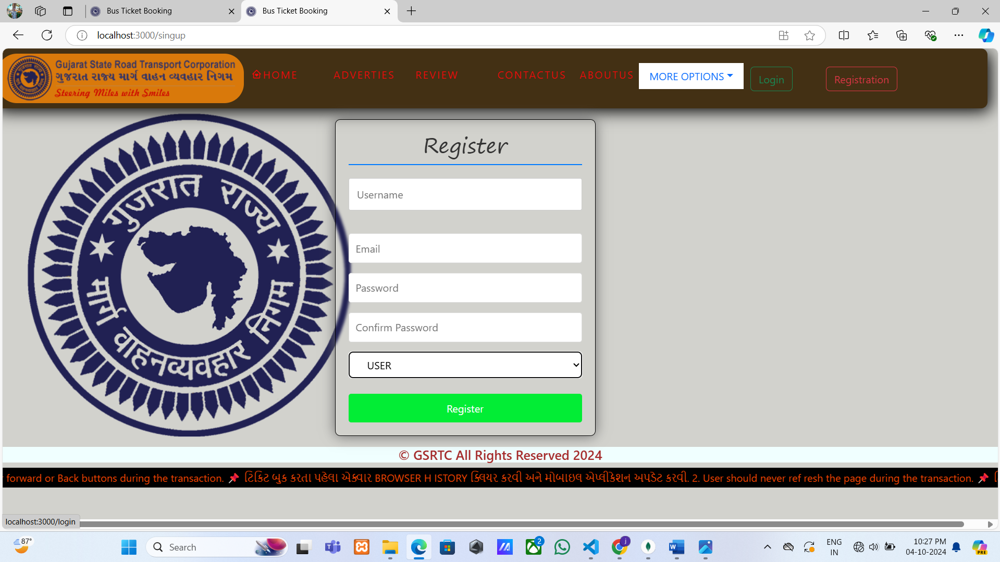 Bus Ticket Booking
Bus Ticket Booking
localhost:3000/singup
Gujarat State Road Transport Corporation
ગુજરાત રાજ્ય માર્ગ વાહન વ્યવહાર નિગમ
Steering Miles with Smiles
HOME
ADVERTIES
REVIEW
CONTACTUS
ABOUTUS
MORE OPTIONS
Login
Registration
गुजरात राज्य
मार्ग वाहनव्यवहार निगम
Register
Username
Email
Password
Confirm Password
USER
Register
© GSRTC All Rights Reserved 2024
forward or Back buttons during the transaction. 📌 ટિકિટ બુક કરતા પહેલા એકવાર BROWSER H ISTORY ક્લિયર કરવી અને મોબાઇલ એપ્લીકેશન અપડેટ કરવી. 2. User should never ref resh the page during the transaction. 📌
localhost:3000/login
87°
Search
2
j
ENG
IN
10:27 PM
04-10-2024
PRE